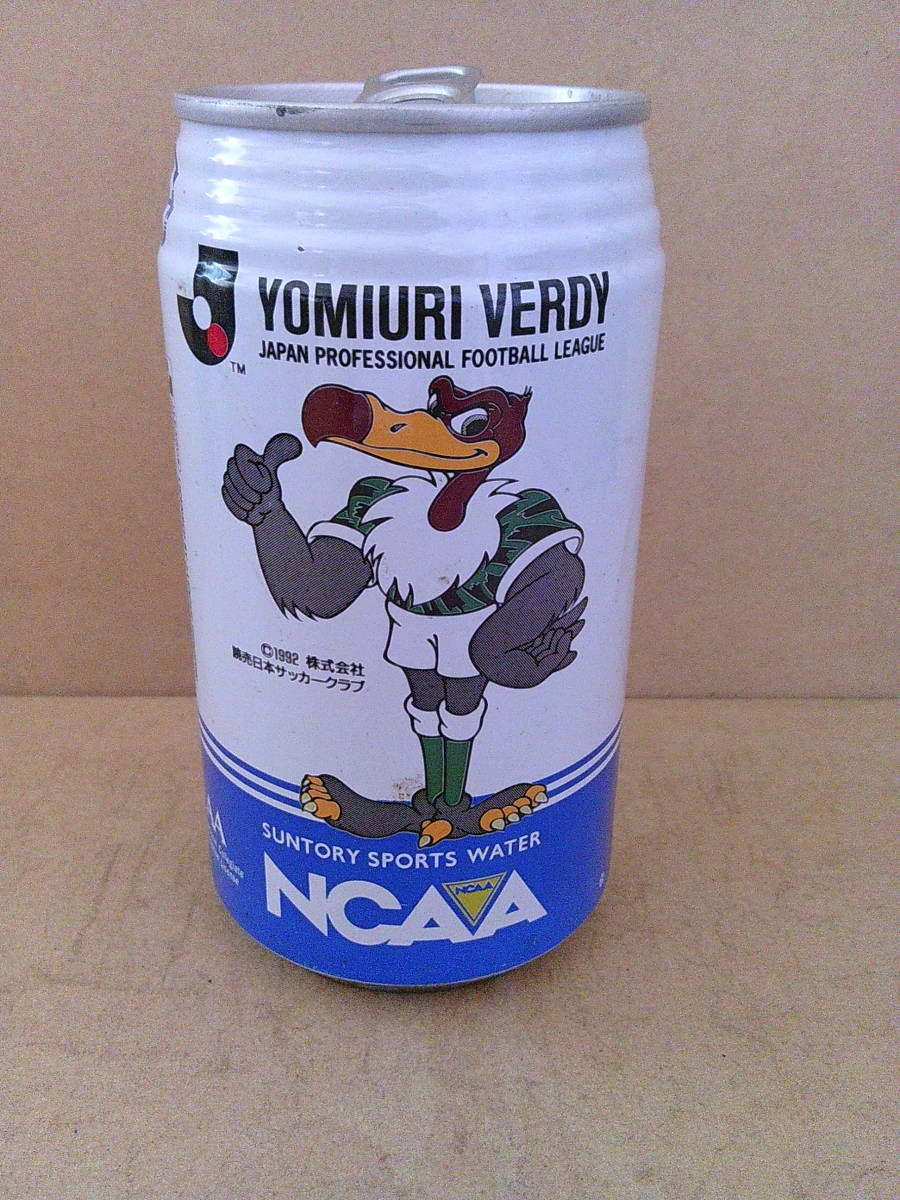 YOMIURI VERDY
JAPAN PROFESSIONAL FOOTBALL LEAGUE
TM
©1992 株式会社
読売日本サッカークラブ
SUNTORY SPORTS WATER
NCAA
NCAA